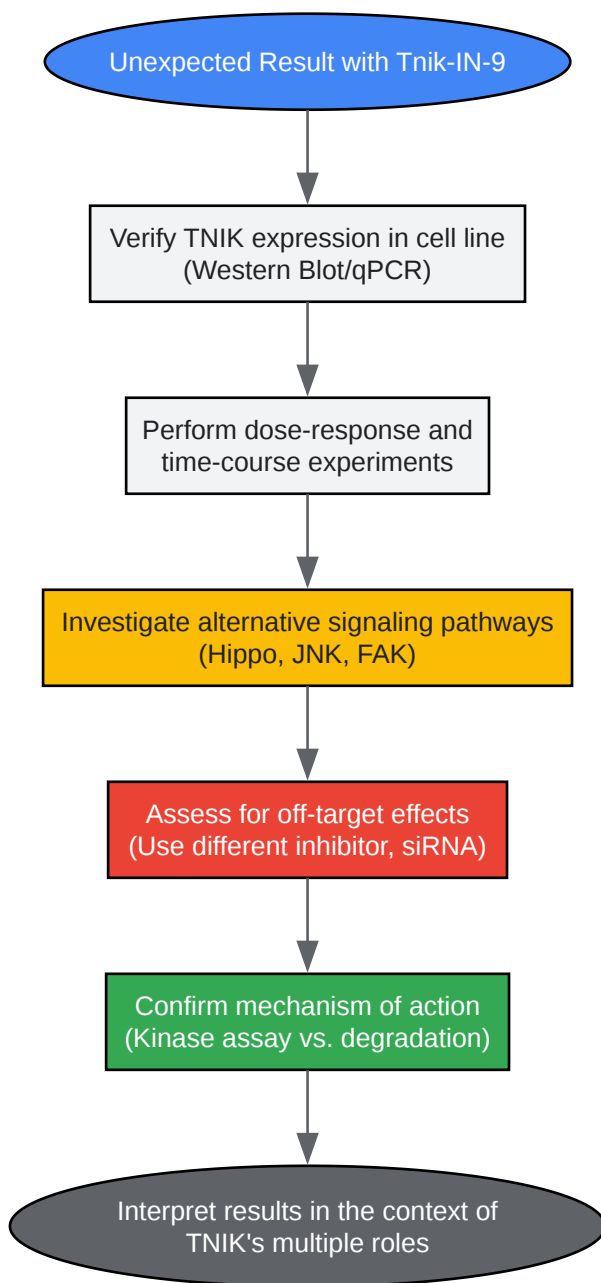 Unexpected Result with Tnik-IN-9
Verify TNIK expression in cell line
(Western Blot/qPCR)
Perform dose-response and
time-course experiments
Investigate alternative signaling pathways
(Hippo, JNK, FAK)
Assess for off-target effects
(Use different inhibitor, siRNA)
Confirm mechanism of action
(Kinase assay vs. degradation)
Interpret results in the context of
TNIK's multiple roles